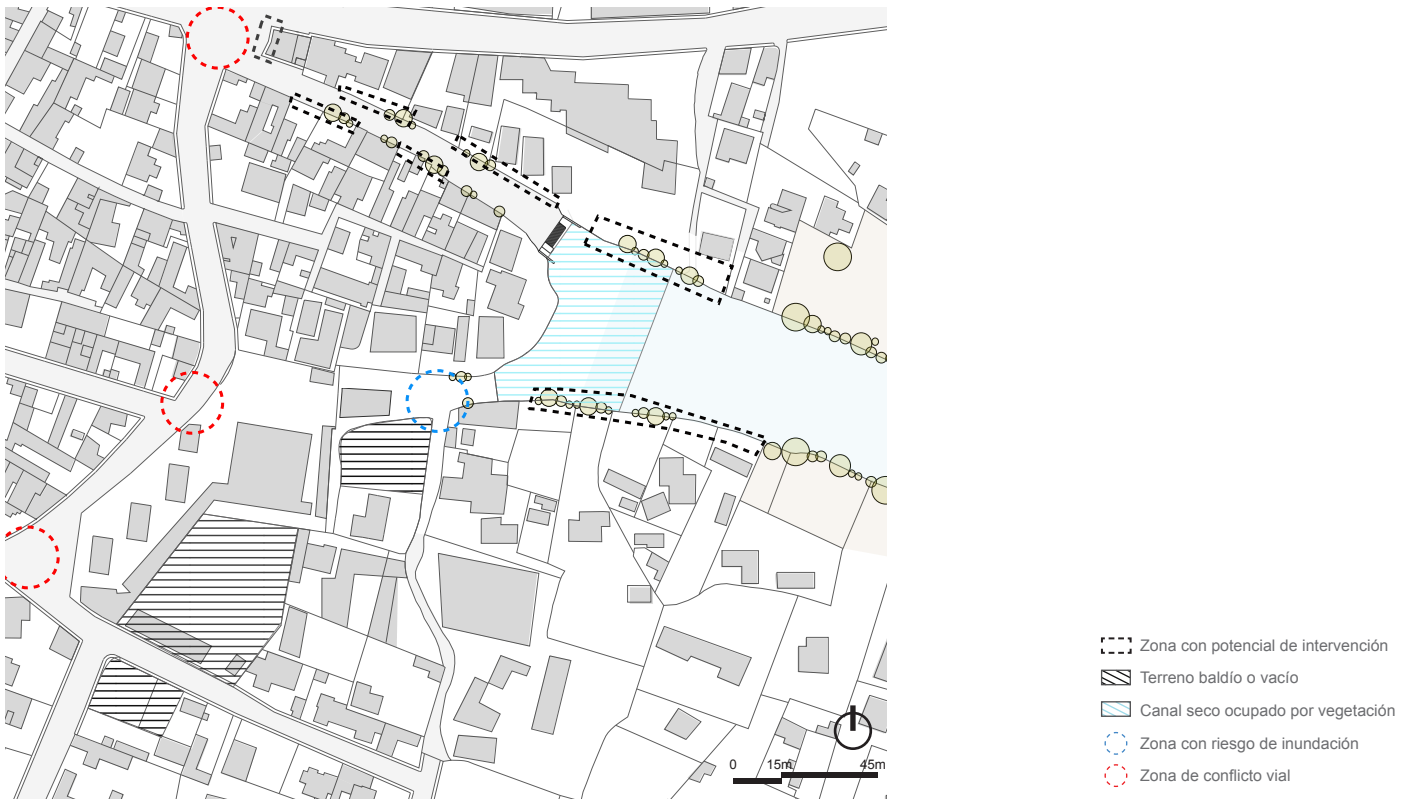 Zona con potencial de intervención
Terreno baldío o vacío
Canal seco ocupado por vegetación
Zona con riesgo de inundación
Zona de conflicto vial
0 15m 45m